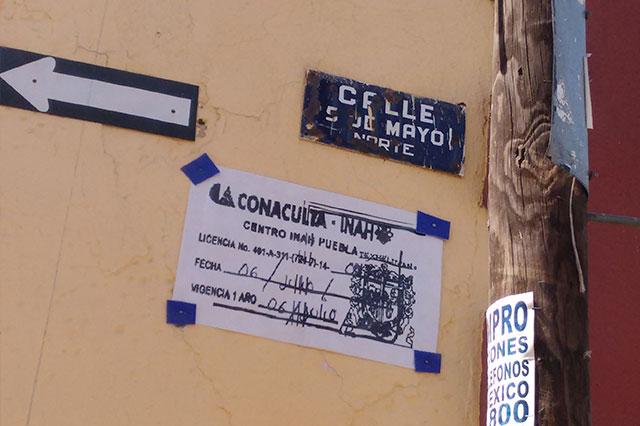 CALLE
5 DE MAYO
NORTE
CONACULTA - INAH
CENTRO INAH PUEBLA
LICENCIA No.
FECHA 06 /
VIGENCIA 1 AÑO 06
PRO
ONES
EFONOS
EXICO
800